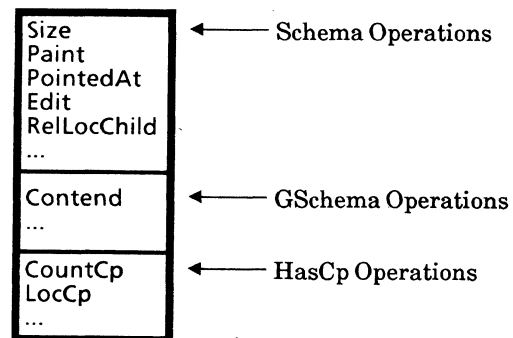 Size
Schema Operations
Paint
PointedAt
Edit
RelLocChild
...
Contend
GSchema Operations
...
CountCp
HasCp Operations
LocCp
...